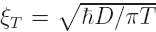 ξ_T = √(ħD/πT)